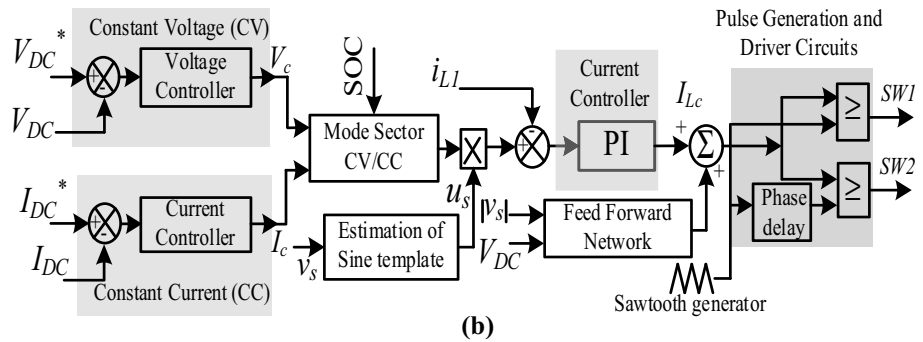 Constant Voltage (CV)
V_DC*
V_DC
+
-
Voltage
Controller
V_c
I_DC*
I_DC
+
-
Current
Controller
I_c
Constant Current (CC)
SOC
Mode Sector
CV/CC
X
u_s
v_s
Estimation of
Sine template
i_L1
-
+
Current
Controller
PI
I_Lc
+
Σ
+
|v_s|
V_DC
Feed Forward
Network
Pulse Generation and
Driver Circuits
≥
SW1
≥
SW2
Phase
delay
Sawtooth generator
(b)